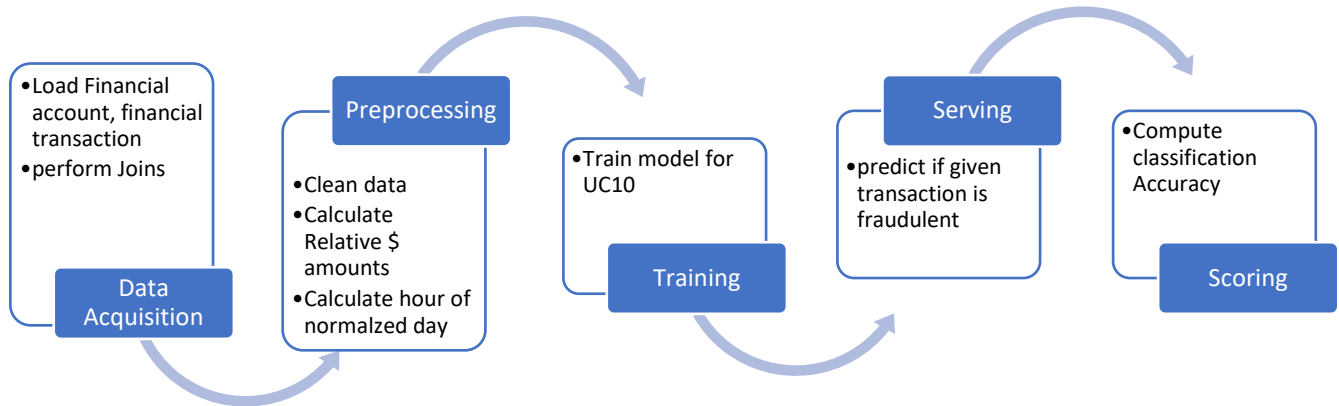 •Load Financial
account, financial
transaction
•perform Joins
Data
Acquisition
Preprocessing
•Clean data
•Calculate
Relative $
amounts
•Calculate hour of
normalzed day
•Train model for
UC10
Training
Serving
•predict if given
transaction is
fraudulent
•Compute
classification
Accuracy
Scoring